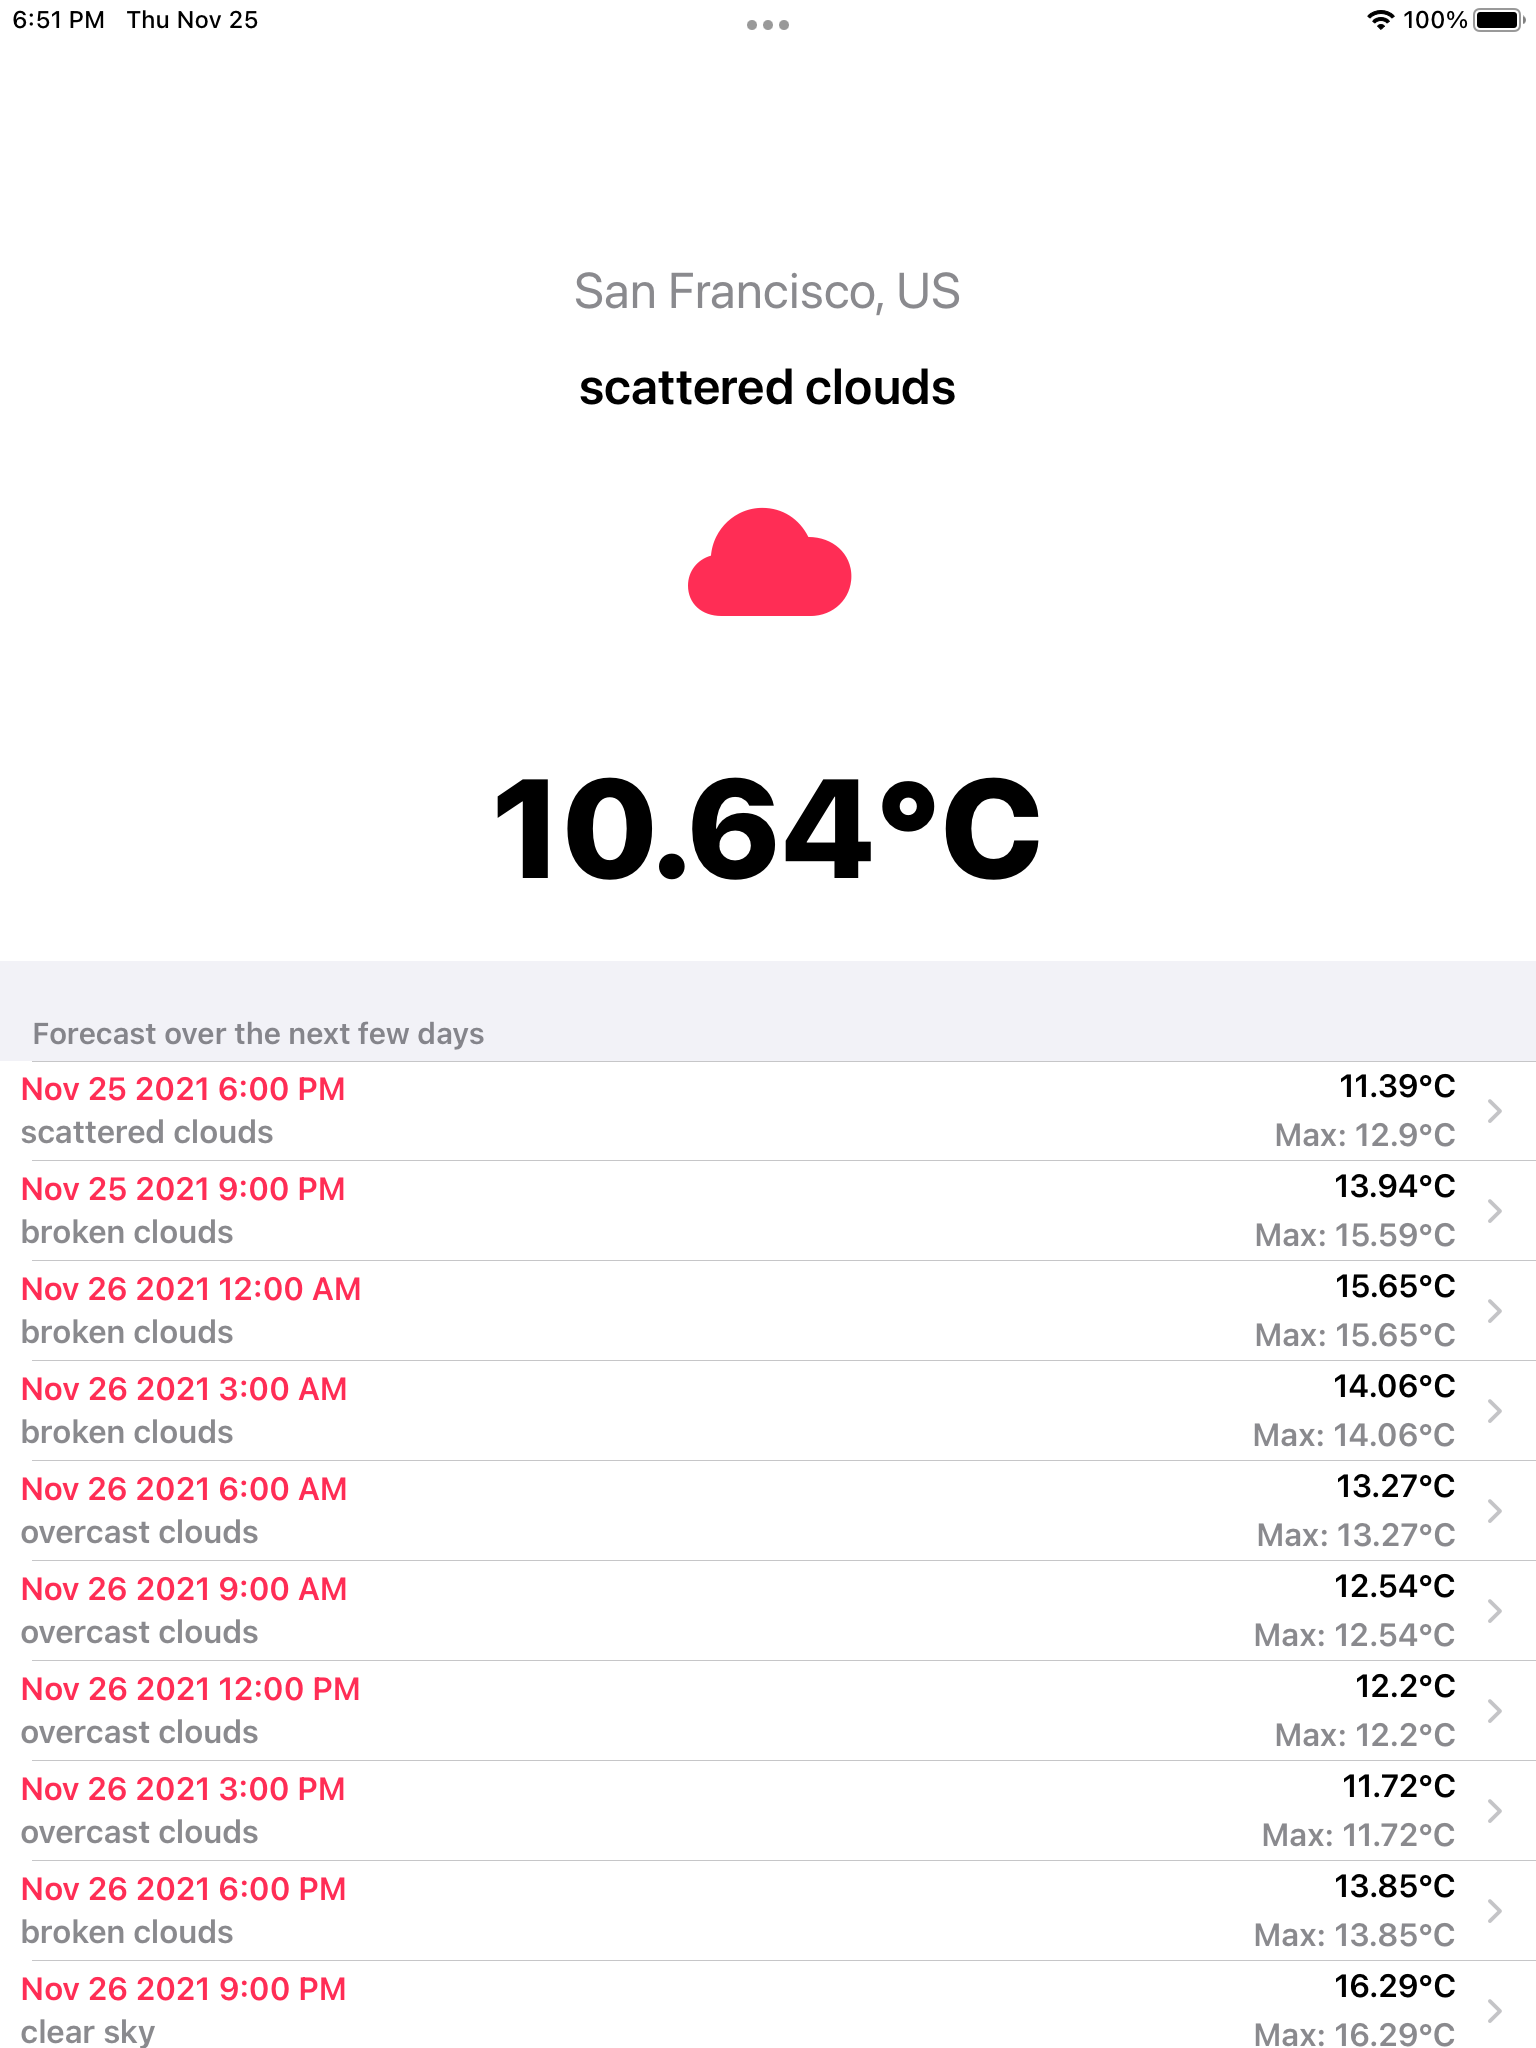 6:51 PM Thu Nov 25 100%
San Francisco, US
scattered clouds
10.64°C
Forecast over the next few days
Nov 25 2021 6:00 PM 11.39°C
scattered clouds Max: 12.9°C
Nov 25 2021 9:00 PM 13.94°C
broken clouds Max: 15.59°C
Nov 26 2021 12:00 AM 15.65°C
broken clouds Max: 15.65°C
Nov 26 2021 3:00 AM 14.06°C
broken clouds Max: 14.06°C
Nov 26 2021 6:00 AM 13.27°C
overcast clouds Max: 13.27°C
Nov 26 2021 9:00 AM 12.54°C
overcast clouds Max: 12.54°C
Nov 26 2021 12:00 PM 12.2°C
overcast clouds Max: 12.2°C
Nov 26 2021 3:00 PM 11.72°C
overcast clouds Max: 11.72°C
Nov 26 2021 6:00 PM 13.85°C
broken clouds Max: 13.85°C
Nov 26 2021 9:00 PM 16.29°C
clear sky Max: 16.29°C